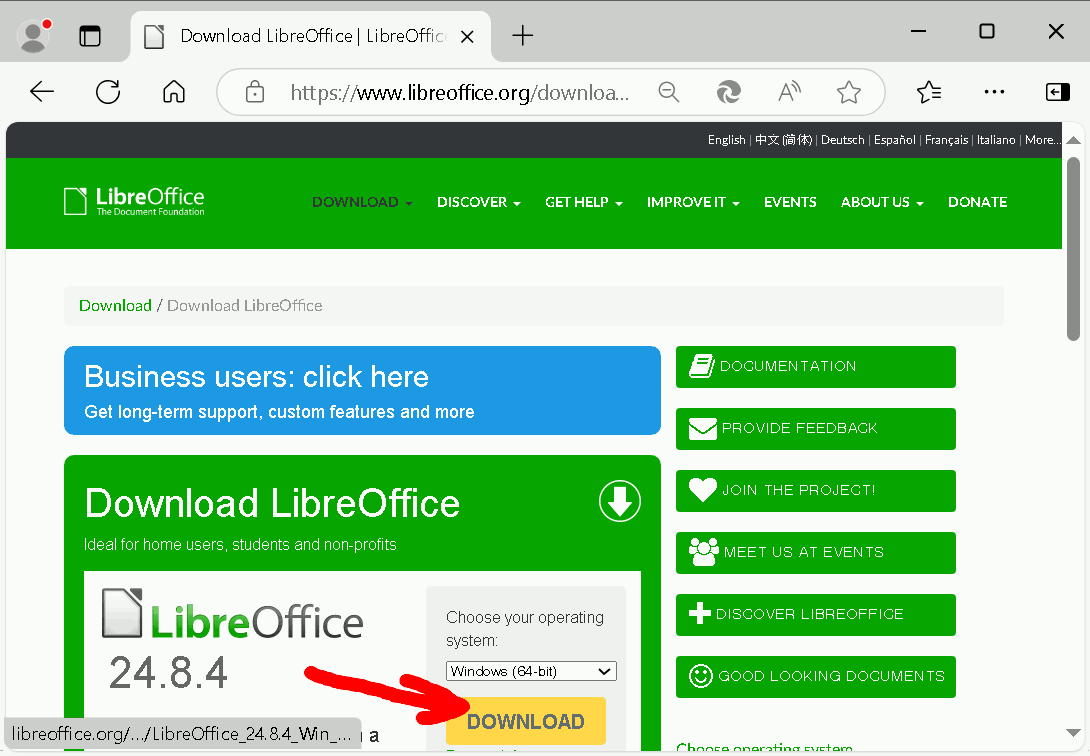 Download LibreOffice | LibreOffic
https://www.libreoffice.org/downloa...
English | 中文 (简体) | Deutsch | Español | Français | Italiano | More...
LibreOffice
The Document Foundation
DOWNLOAD DISCOVER GET HELP IMPROVE IT EVENTS ABOUT US DONATE
Download / Download LibreOffice
Business users: click here
Get long-term support, custom features and more
Download LibreOffice
Ideal for home users, students and non-profits
LibreOffice
24.8.4
Choose your operating
system:
Windows (64-bit)
DOWNLOAD
a
libreoffice.org/.../LibreOffice_24.8.4_Win_...
DOCUMENTATION
PROVIDE FEEDBACK
JOIN THE PROJECT!
MEET US AT EVENTS
DISCOVER LIBREOFFICE
GOOD LOOKING DOCUMENTS
Choose operating system